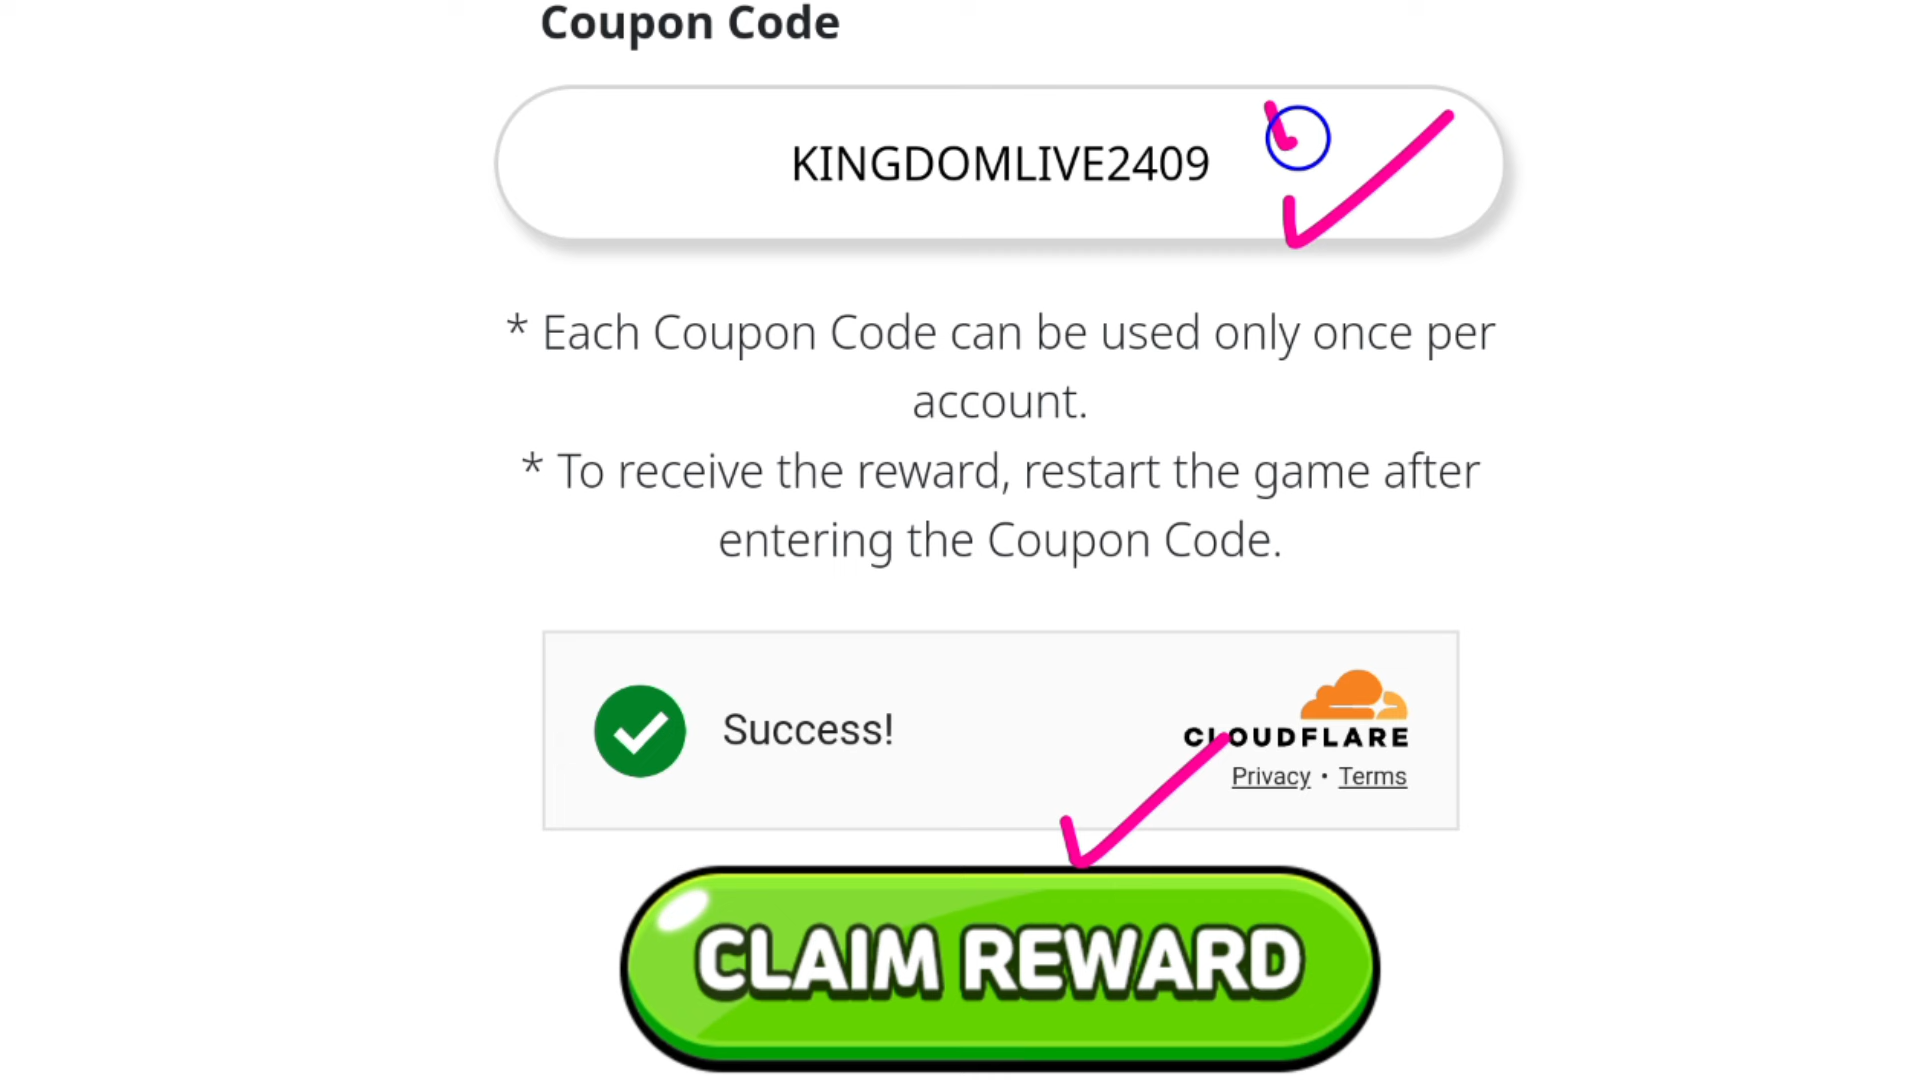 Coupon Code
KINGDOMLIVE2409
* Each Coupon Code can be used only once per
account.
* To receive the reward, restart the game after
entering the Coupon Code.
Success!
CLOUDFLARE
Privacy • Terms
CLAIM REWARD